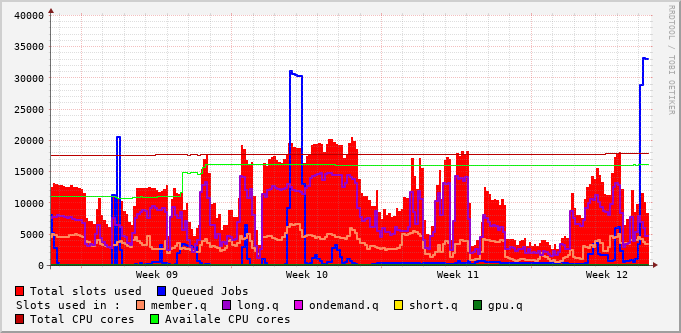 40000
35000
30000
25000
20000
15000
10000
5000
0
Week 09 Week 10 Week 11 Week 12
RRDTOOL / TOBI OETIKER
Total slots used Queued Jobs
Slots used in : member.q long.q ondemand.q short.q gpu.q
Total CPU cores Availale CPU cores